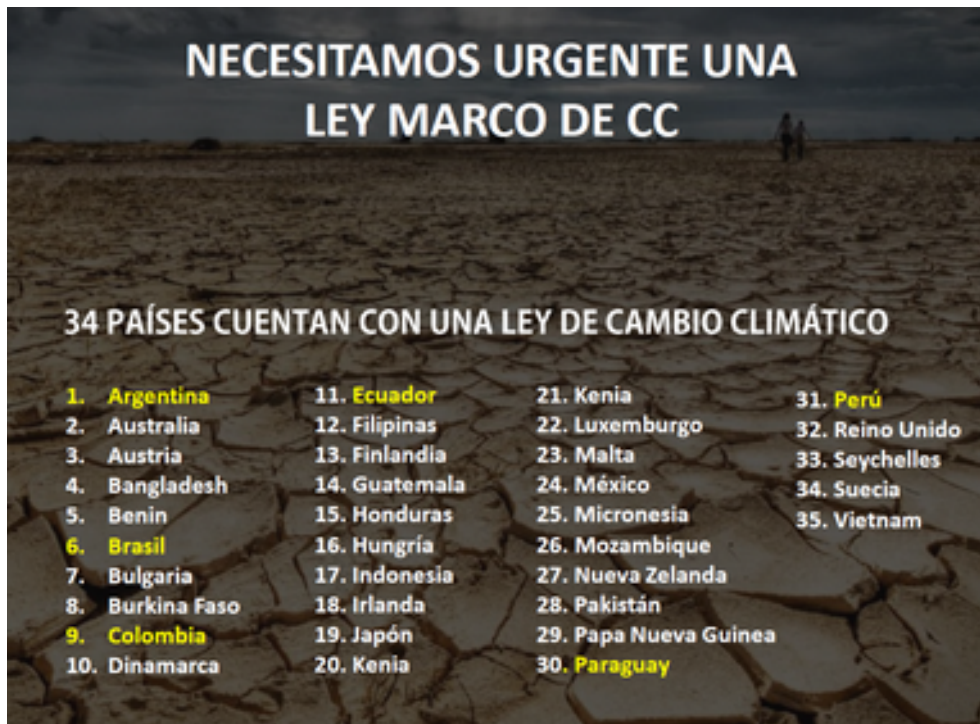 NECESITAMOS URGENTE UNA
LEY MARCO DE CC
34 PAÍSES CUENTAN CON UNA LEY DE CAMBIO CLIMÁTICO
1. Argentina
2. Australia
3. Austria
4. Bangladesh
5. Benin
6. Brasil
7. Bulgaria
8. Burkina Faso
9. Colombia
10. Dinamarca
11. Ecuador
12. Filipinas
13. Finlandia
14. Guatemala
15. Honduras
16. Hungría
17. Indonesia
18. Irlanda
19. Japón
20. Kenia
21. Kenia
22. Luxemburgo
23. Malta
24. México
25. Micronesia
26. Mozambique
27. Nueva Zelanda
28. Pakistán
29. Papa Nueva Guinea
30. Paraguay
31. Perú
32. Reino Unido
33. Seychelles
34. Suecia
35. Vietnam